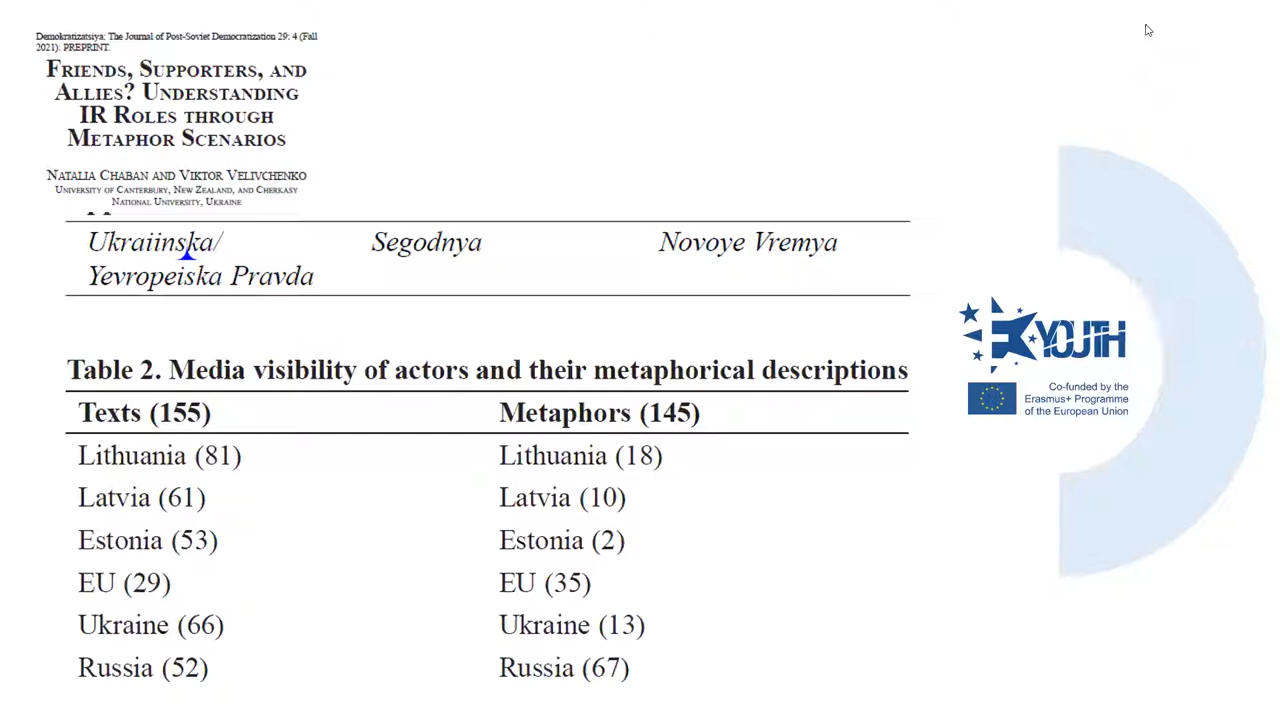 Demokratizatsiya: The Journal of Post-Soviet Democratization 29: 4 (Fall
2021): PREPRINT.
FRIENDS, SUPPORTERS, AND
ALLIES? UNDERSTANDING
IR ROLES THROUGH
METAPHOR SCENARIOS
NATALIA CHABAN AND VIKTOR VELIVCHENKO
UNIVERSITY OF CANTERBURY, NEW ZEALAND, AND CHERKASY
NATIONAL UNIVERSITY, UKRAINE
Ukraiinska/ Segodnya Novoye Vremya
Yevropeiska Pravda
Table 2. Media visibility of actors and their metaphorical descriptions
Texts (155) Metaphors (145)
Lithuania (81) Lithuania (18)
Latvia (61) Latvia (10)
Estonia (53) Estonia (2)
EU (29) EU (35)
Ukraine (66) Ukraine (13)
Russia (52) Russia (67)
YOUTH
Co-funded by the
Erasmus+ Programme
of the European Union